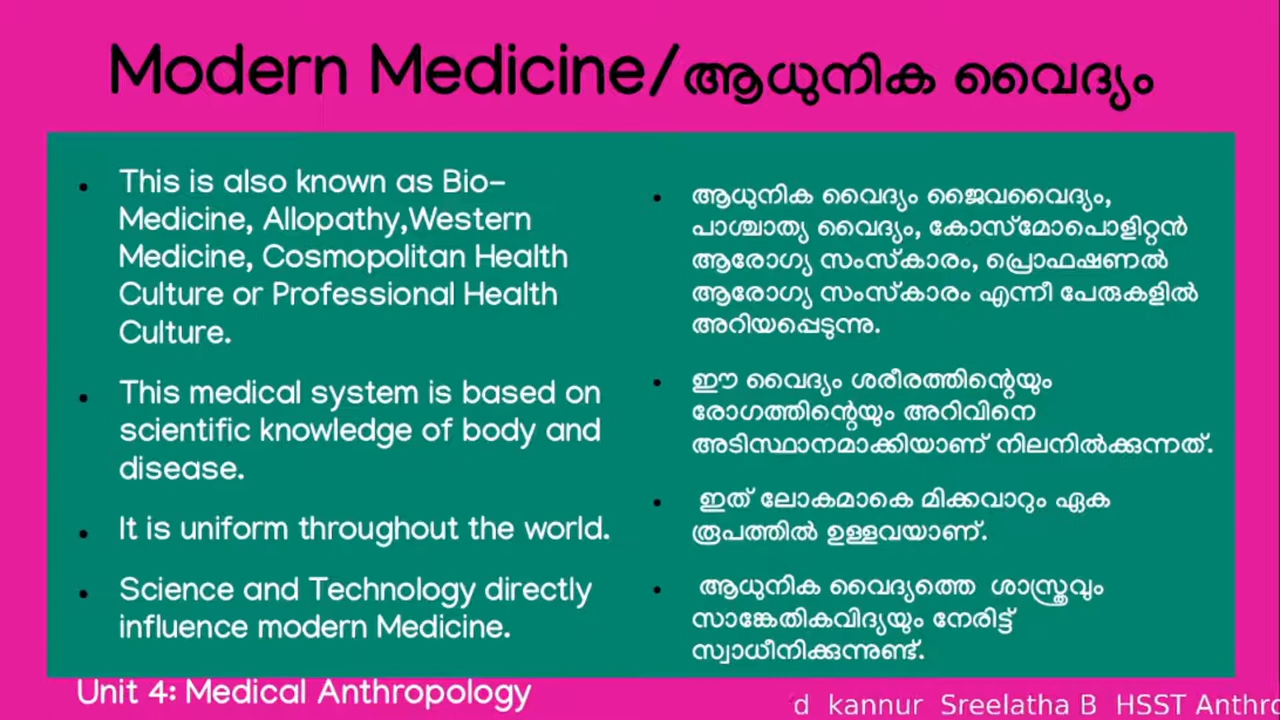 Modern Medicine/ആധുനിക വൈദ്യം
This is also known as Bio-
Medicine, Allopathy,Western
Medicine, Cosmopolitan Health
Culture or Professional Health
Culture.
This medical system is based on
scientific knowledge of body and
disease.
It is uniform throughout the world.
Science and Technology directly
influence modern Medicine.
ആധുനിക വൈദ്യം ജൈവവൈദ്യം,
പാശ്ചാത്യ വൈദ്യം, കോസ്മോപൊളിറ്റൻ
ആരോഗ്യ സംസ്കാരം, പ്രൊഫഷണൽ
ആരോഗ്യ സംസ്കാരം എന്നീ പേരുകളിൽ
അറിയപ്പെടുന്നു.
ഈ വൈദ്യം ശരീരത്തിന്റെയും
രോഗത്തിന്റെയും അറിവിനെ
അടിസ്ഥാനമാക്കിയാണ് നിലനിൽക്കുന്നത്.
ഇത് ലോകമാകെ മിക്കവാറും ഏക
രൂപത്തിൽ ഉള്ളവയാണ്.
ആധുനിക വൈദ്യത്തെ ശാസ്ത്രവും
സാങ്കേതികവിദ്യയും നേരിട്ട്
സ്വാധീനിക്കുന്നുണ്ട്.
Unit 4: Medical Anthropology
d kannur Sreelatha B HSST Anthro